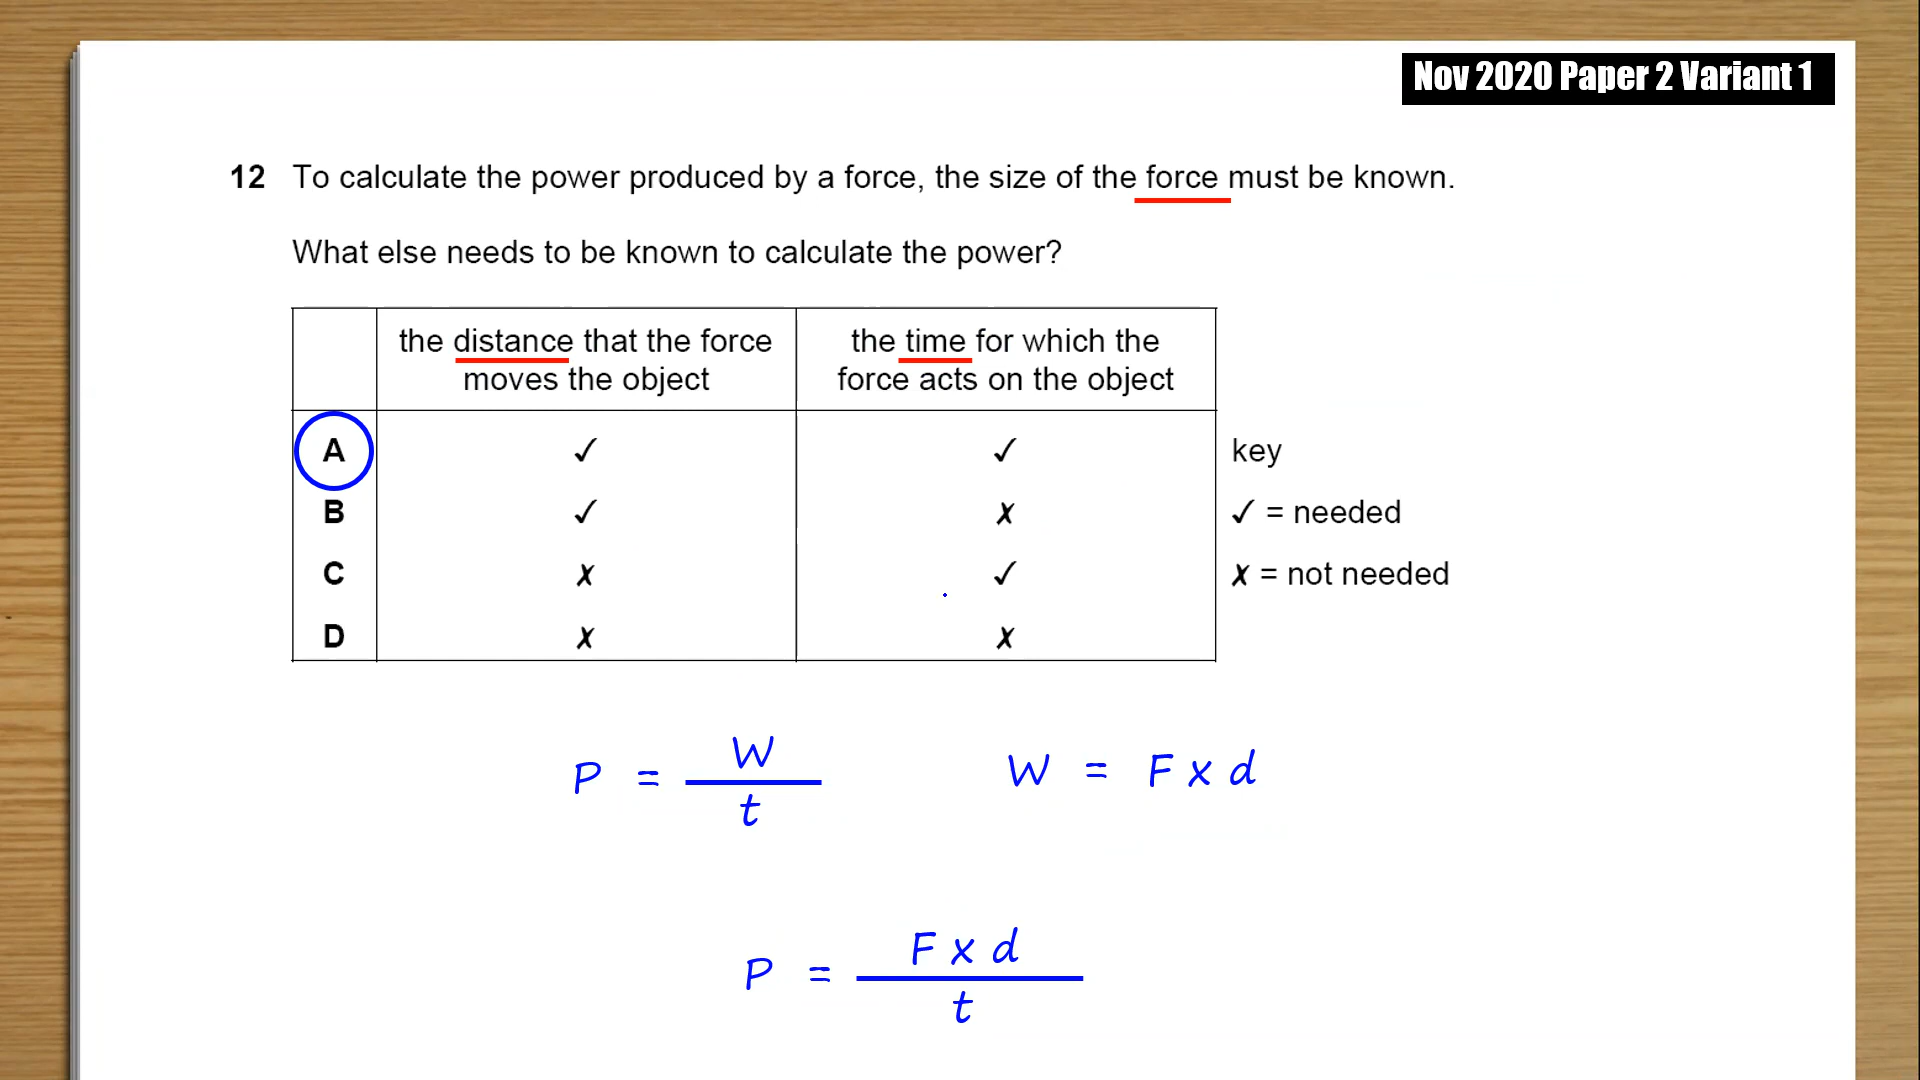 Nov 2020 Paper 2 Variant 1
12 To calculate the power produced by a force, the size of the force must be known.
What else needs to be known to calculate the power?
the distance that the force moves the object
the time for which the force acts on the object
A ✓ ✓ key
B ✓ ✗ ✓ = needed
C ✗ ✓ ✗ = not needed
D ✗ ✗
P = W / t
W = F x d
P = F x d / t